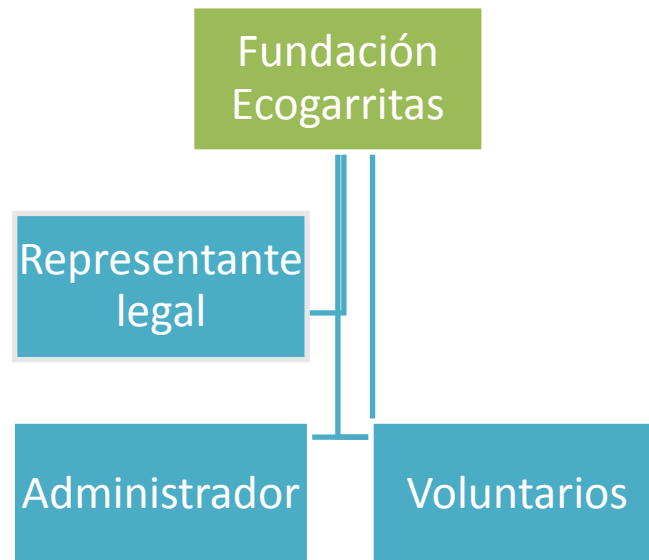 Fundación
Ecogarritas
Representante
legal
Administrador
Voluntarios